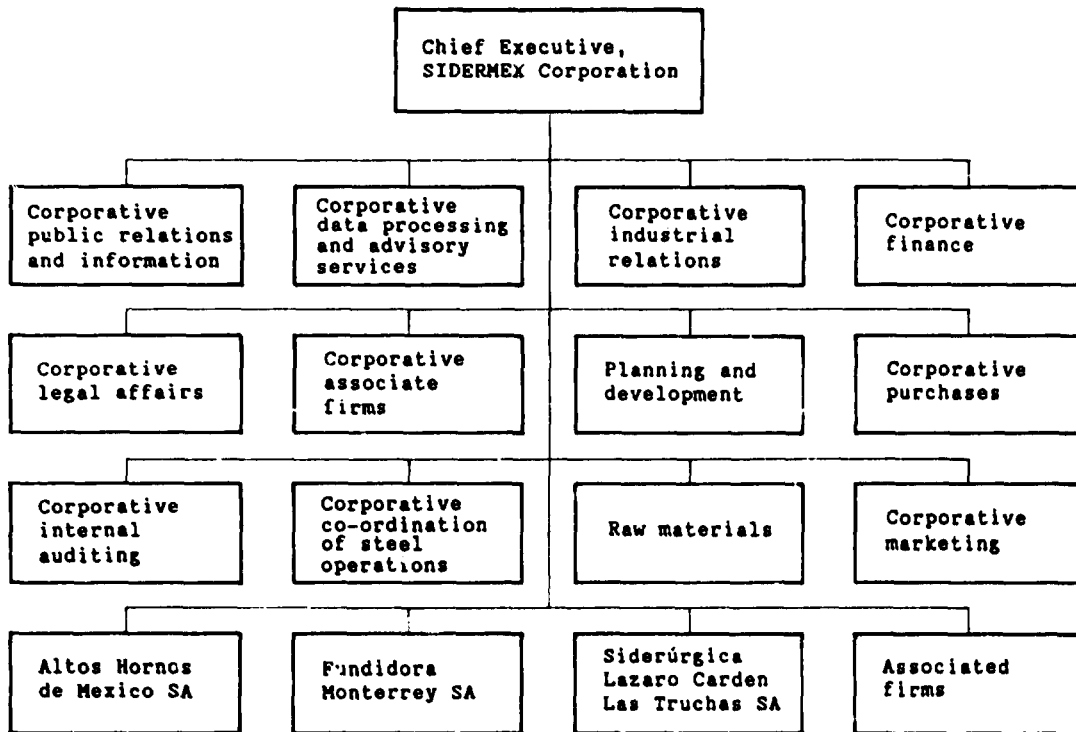 Chief Executive,
SIDERMEX Corporation
Corporative
public relations
and information
Corporative
data processing
and advisory
services
Corporative
industrial
relations
Corporative
finance
Corporative
legal affairs
Corporative
associate
firms
Planning and
development
Corporative
purchases
Corporative
internal
auditing
Corporative
co-ordination
of steel
operations
Raw materials
Corporative
marketing
Altos Hornos
de Mexico SA
Fundidora
Monterrey SA
Siderúrgica
Lazaro Carden
Las Truchas SA
Associated
firms